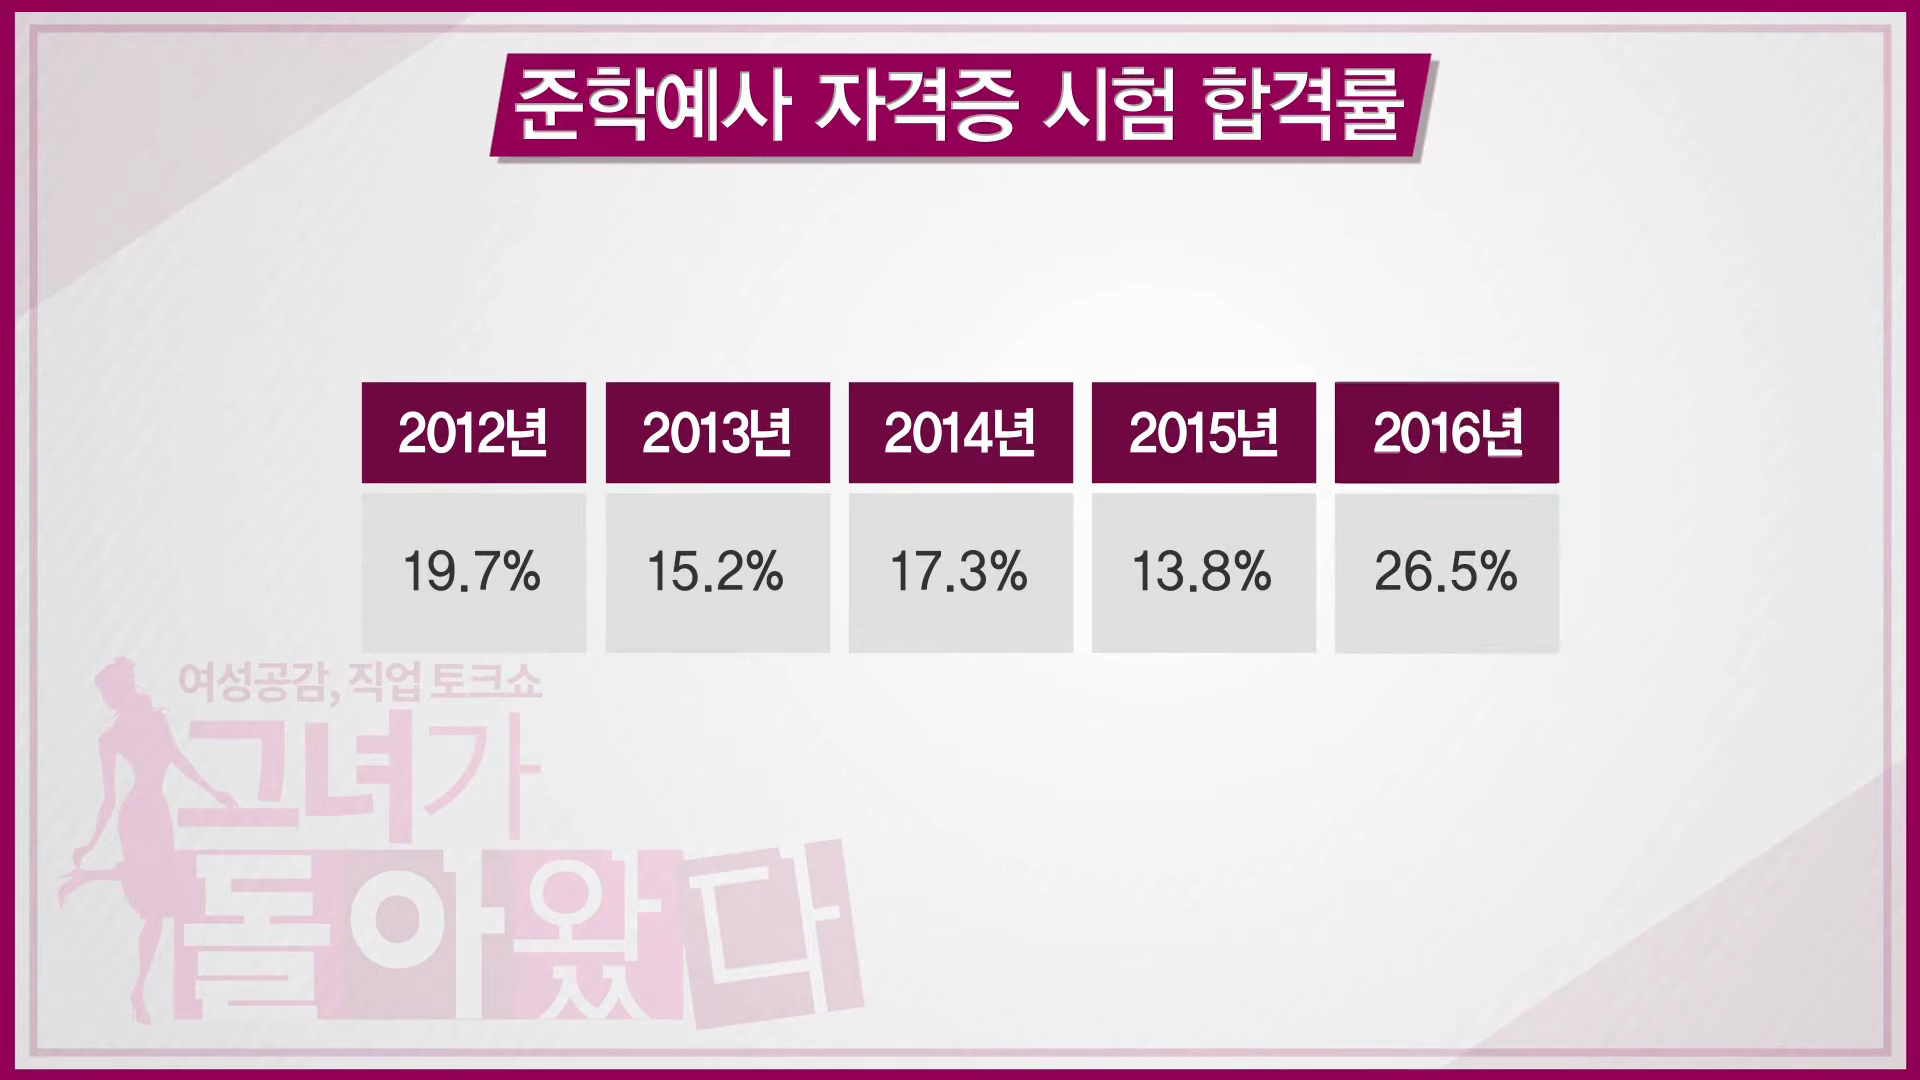 준학예사 자격증 시험 합격률
2012년 2013년 2014년 2015년 2016년
19.7% 15.2% 17.3% 13.8% 26.5%
여성공감, 직업 토크쇼
그녀가
돌아왔다